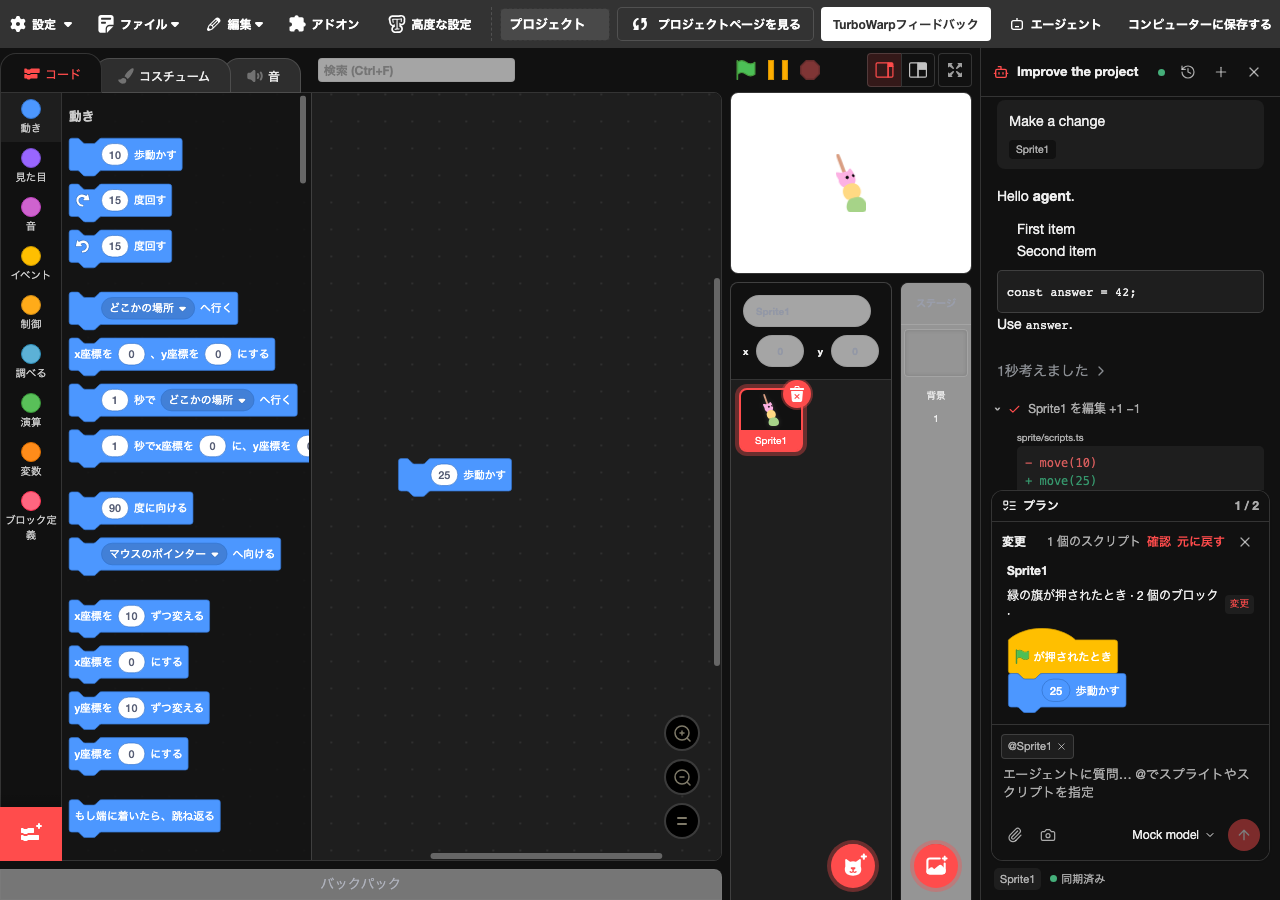 設定
ファイル
編集
アドオン
高度な設定
プロジェクト
プロジェクトページを見る
TurboWarpフィードバック
エージェント
コンピューターに保存する
コード
コスチューム
音
検索 (Ctrl+F)
動き
見た目
音
イベント
制御
調べる
演算
変数
ブロック定義
動き
10 歩動かす
15 度回す
15 度回す
どこかの場所 へ行く
x座標を 0 、y座標を 0 にする
1 秒で どこかの場所 へ行く
1 秒でx座標を 0 に、y座標を
90 度に向ける
マウスのポインター へ向ける
x座標を 10 ずつ変える
x座標を 0 にする
y座標を 10 ずつ変える
y座標を 0 にする
もし端に着いたら、跳ね返る
25 歩動かす
バックパック
Sprite1
x 0 y 0
Sprite1
ステージ
背景
1
Improve the project
Make a change
Sprite1
Hello agent.
First item
Second item
const answer = 42;
Use answer.
1秒考えました
Sprite1 を編集 +1 −1
sprite/scripts.ts
− move(10)
+ move(25)
プラン 1 / 2
変更 1 個のスクリプト 確認 元に戻す
Sprite1
緑の旗が押されたとき · 2 個のブロック
·
変更
が押されたとき
25 歩動かす
@Sprite1
エージェントに質問... @でスプライトやス
クリプトを指定
Mock model
Sprite1 同期済み